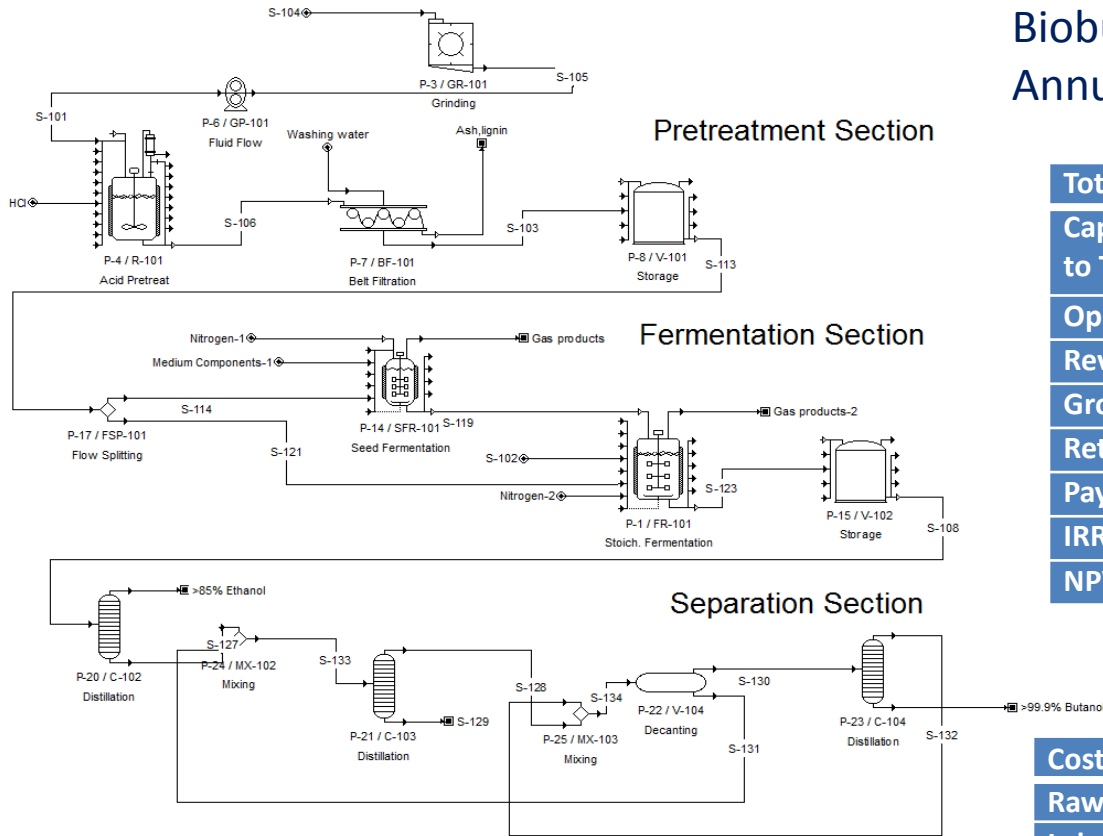 S-104
Biobu
Annu
P-3 / GR-101
Grinding
S-105
S-101
P-6 / GP-101
Fluid Flow
Washing water
Ash,lignin
Pretreatment Section
HCl
S-106
S-103
P-4 / R-101
Acid Pretreat
P-7 / BF-101
Belt Filtration
P-8 / V-101
Storage
S-113
Tot
Cap
to T
Op
Rev
Gro
Ret
Pay
IRR
NPV
Nitrogen-1
Gas products
Fermentation Section
Medium Components-1
S-114
P-17 / FSP-101
Flow Splitting
S-121
P-14 / SFR-101
Seed Fermentation
S-119
Gas products-2
S-102
Nitrogen-2
S-123
P-1 / FR-101
Stoich. Fermentation
P-15 / V-102
Storage
S-108
>85% Ethanol
Separation Section
S-127
P-24 / MX-102
Mixing
S-133
P-20 / C-102
Distillation
S-128
S-134
S-130
P-22 / V-104
Decanting
S-129
P-21 / C-103
Distillation
P-25 / MX-103
Mixing
S-131
P-23 / C-104
Distillation
>99.9% Butano
S-132
Cost
Raw